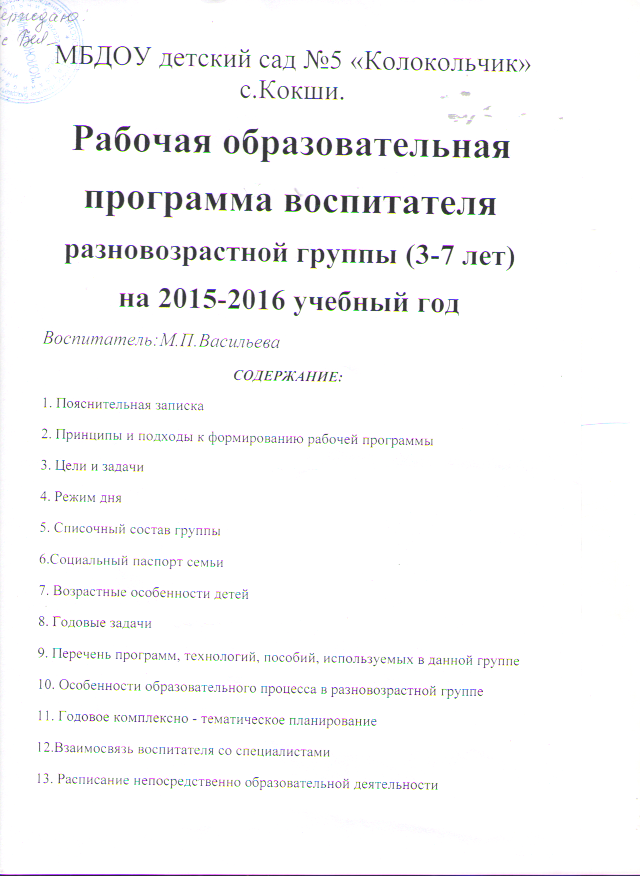 МБДОУ детский сад №5 «Колокольчик»
с.Кокши.
Рабочая образовательная
программа воспитателя
разновозрастной группы (3-7 лет)
на 2015-2016 учебный год
Воспитатель:М.П.Васильева
СОДЕРЖАНИЕ:
1. Пояснительная записка
2. Принципы и подходы к формированию рабочей программы
3. Цели и задачи
4. Режим дня
5. Списочный состав группы
6.Социальный паспорт семьи
7. Возрастные особенности детей
8. Годовые задачи
9. Перечень программ, технологий, пособий, используемых в данной группе
10. Особенности образовательного процесса в разновозрастной группе
11. Годовое комплексно - тематическое планирование
12.Взаимосвязь воспитателя со специалистами
13. Расписание непосредственно образовательной деятельности